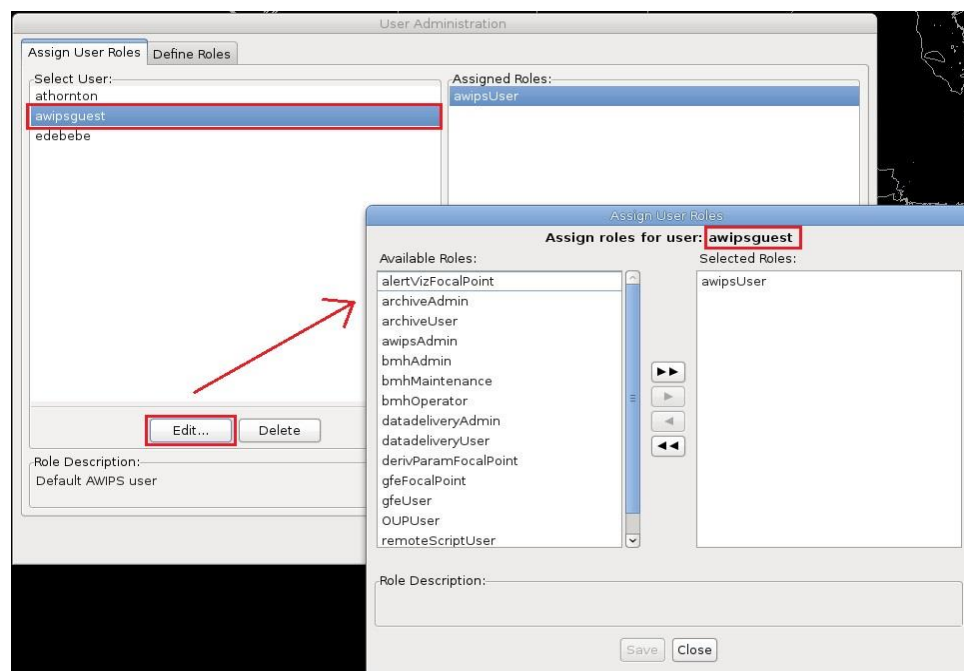 User Administration
Assign User Roles
Define Roles
Select User:
athornton
awipsguest
edebebe
Assigned Roles:
awipsUser
Edit...
Delete
Role Description:
Default AWIPS user
Assign User Roles
Assign roles for user: awipsguest
Available Roles:
alertVizFocalPoint
archiveAdmin
archiveUser
awipsAdmin
bmhAdmin
bmhMaintenance
bmhOperator
datadeliveryAdmin
datadeliveryUser
derivParamFocalPoint
gfeFocalPoint
gfeUser
OUPUser
remoteScriptUser
Selected Roles:
awipsUser
Role Description:
Save
Close